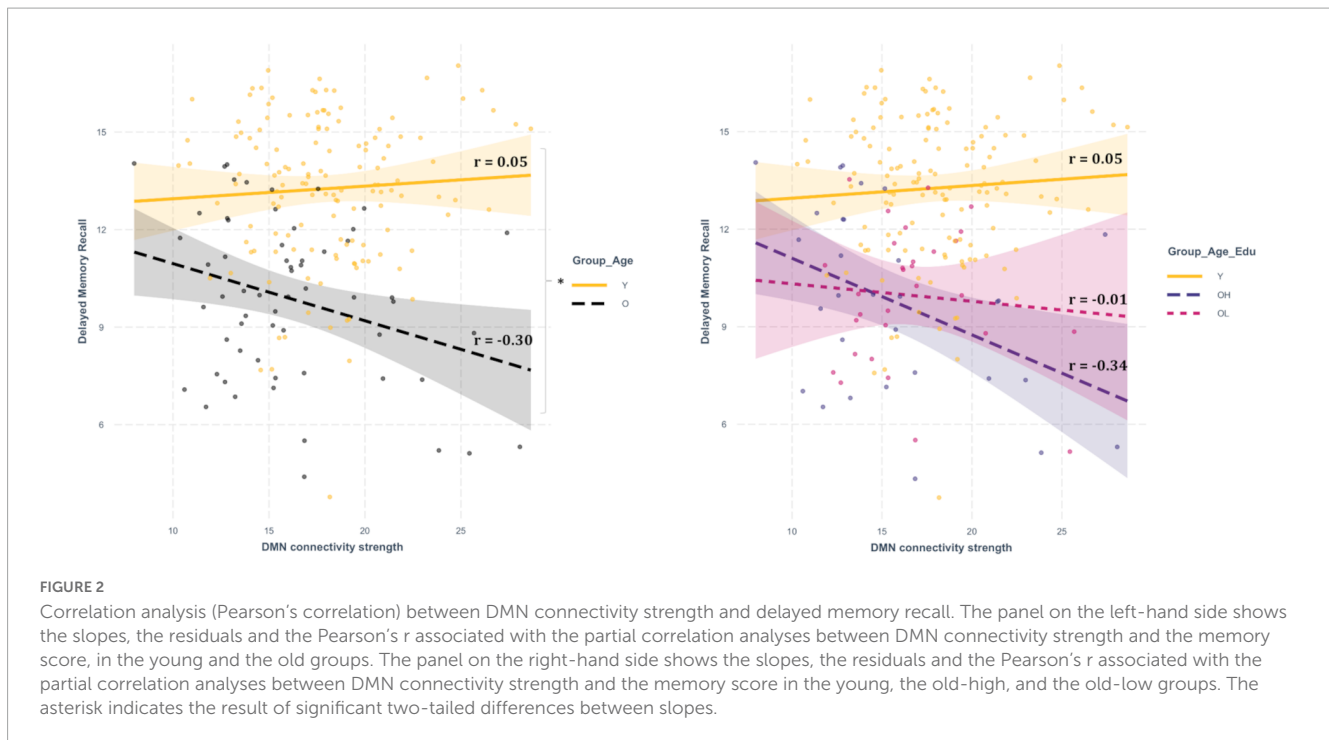 15
12
9
6
Delayed Memory Recall
r = 0.05
r = -0.30
*
10
15
20
25
DMN connectivity strength
Group_Age
Y
O
15
12
9
6
Delayed Memory Recall
r = 0.05
r = -0.01
r = -0.34
10
15
20
25
DMN connectivity strength
Group_Age_Edu
Y
OH
OL
FIGURE 2
Correlation analysis (Pearson’s correlation) between DMN connectivity strength and delayed memory recall. The panel on the left-hand side shows
the slopes, the residuals and the Pearson’s r associated with the partial correlation analyses between DMN connectivity strength and the memory
score, in the young and the old groups. The panel on the right-hand side shows the slopes, the residuals and the Pearson’s r associated with the
partial correlation analyses between DMN connectivity strength and the memory score in the young, the old-high, and the old-low groups. The
asterisk indicates the result of significant two-tailed differences between slopes.